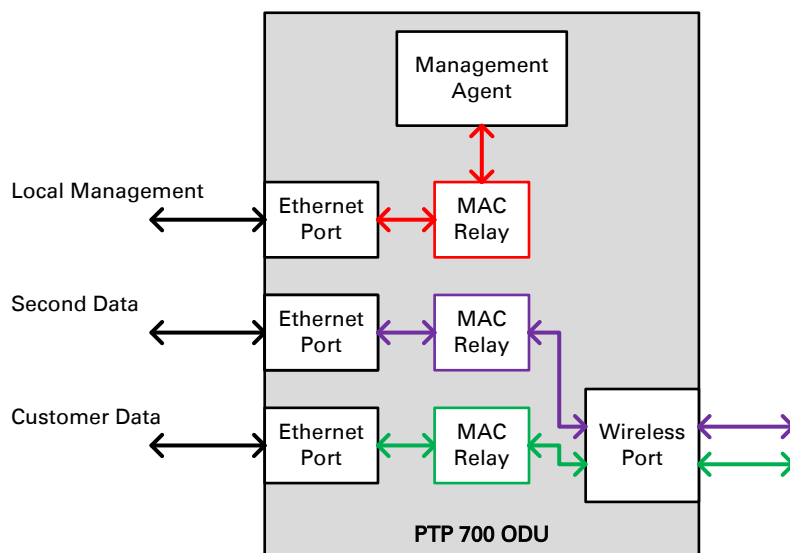 Management
Agent
Local Management
Ethernet
Port
MAC
Relay
Second Data
Ethernet
Port
MAC
Relay
Customer Data
Ethernet
Port
MAC
Relay
Wireless
Port
PTP 700 ODU